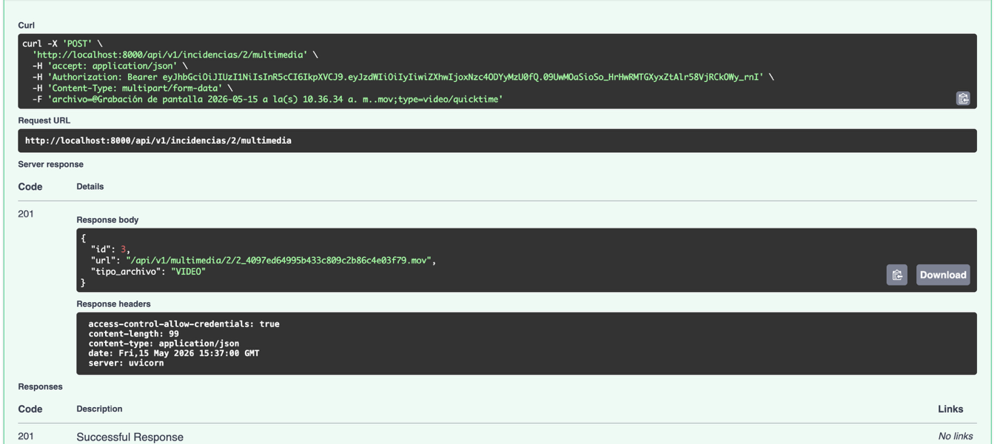 Curl
curl -X 'POST' \
'http://localhost:8000/api/v1/incidencias/2/multimedia' \
-H 'accept: application/json' \
-H 'Authorization: Bearer eyJhbGciOiJIUzI1NiIsInR5cCI6IkpXVCJ9.eyJzdWIiOiIyIiwiZXhwIjoxNzc4ODYyMzU0fQ.09UwMOaSioSo_HrHwRMTGXyxZtAlr58VjRCkOWy_rnI' \
-H 'Content-Type: multipart/form-data' \
-F 'archivo=@Grabación de pantalla 2026-05-15 a la(s) 10.36.34 a. m..mov;type=video/quicktime'
Request URL
http://localhost:8000/api/v1/incidencias/2/multimedia
Server response
Code Details
201
Response body
{
"id": 3,
"url": "/api/v1/multimedia/2/2_4097ed64995b433c809c2b86c4e03f79.mov",
"tipo_archivo": "VIDEO"
}
Download
Response headers
access-control-allow-credentials: true
content-length: 99
content-type: application/json
date: Fri,15 May 2026 15:37:00 GMT
server: uvicorn
Responses
Code Description Links
201 Successful Response No links